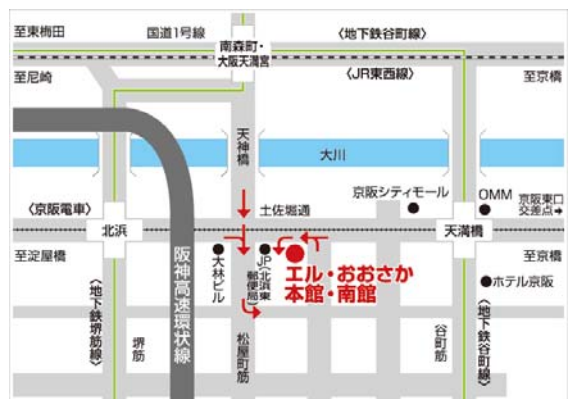 至東梅田
国道1号線
南森町・
大阪天満宮
〈地下鉄谷町線〉
至尼崎
〈JR東西線〉
至京橋
天神橋
大川
京阪シティモール
OMM
京阪東口
交差点➡
〈京阪電車〉
北浜
土佐堀通
天満橋
至淀屋橋
大林ビル
JP(北浜東
郵便局)
エル・おおさか
本館・南館
至京橋
ホテル京阪
阪神高速環状線
〈地下鉄堺筋線〉
堺筋
松屋町筋
谷町筋
〈地下鉄谷町線〉